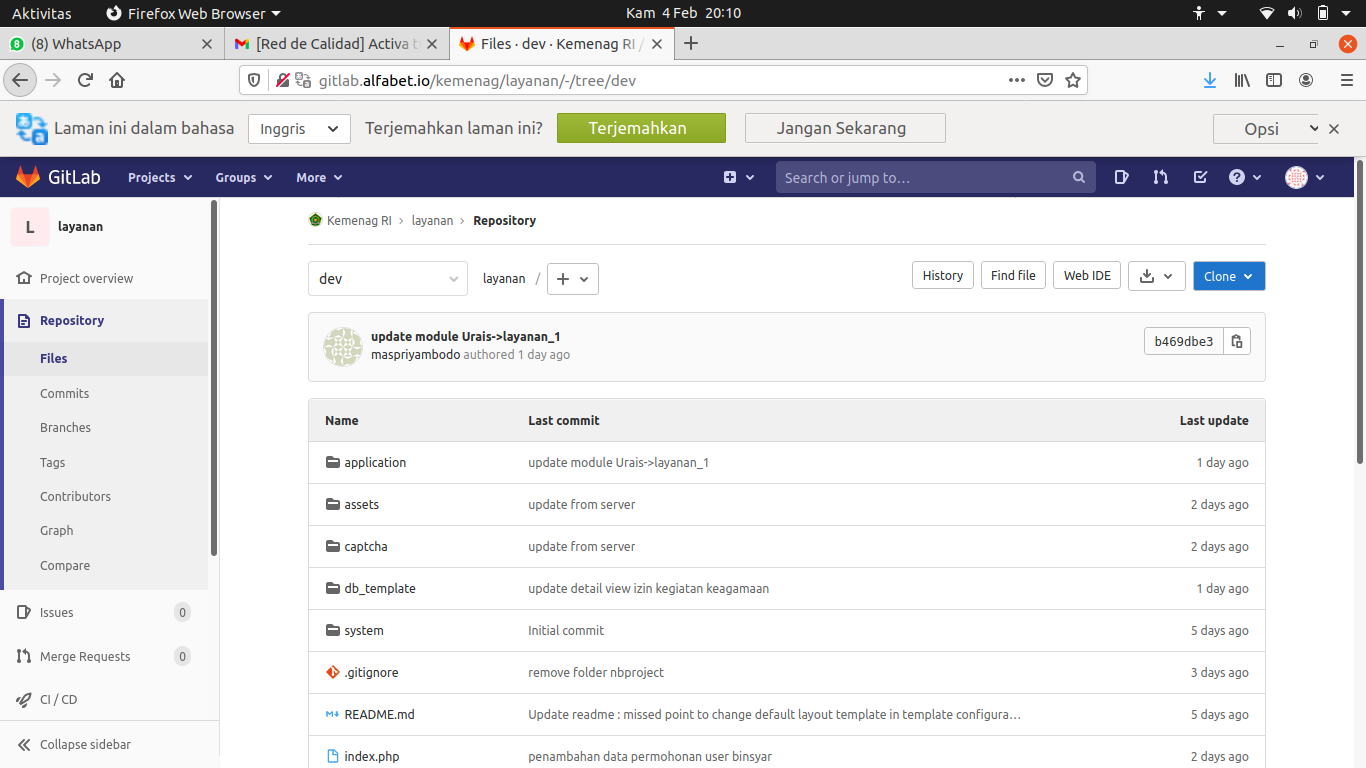 Aktivitas Firefox Web Browser Kam 4 Feb 20:10
(8) WhatsApp [Red de Calidad] Activa t Files · dev · Kemenag RI /
gitlab.alfabet.io/kemenag/layanan/-/tree/dev
Laman ini dalam bahasa Inggris Terjemahkan laman ini? Terjemahkan Jangan Sekarang Opsi
GitLab Projects Groups More Search or jump to…
L layanan
Kemenag RI › layanan › Repository
Project overview
dev layanan / + History Find file Web IDE Clone
Repository
Files
Commits
Branches
Tags
Contributors
Graph
Compare
Issues 0
Merge Requests 0
CI / CD
Collapse sidebar
update module Urais->layanan_1
maspriyambodo authored 1 day ago b469dbe3
Name Last commit Last update
application update module Urais->layanan_1 1 day ago
assets update from server 2 days ago
captcha update from server 2 days ago
db_template update detail view izin kegiatan keagamaan 1 day ago
system Initial commit 5 days ago
.gitignore remove folder nbproject 3 days ago
README.md Update readme : missed point to change default layout template in template configura… 5 days ago
index.php penambahan data permohonan user binsyar 2 days ago